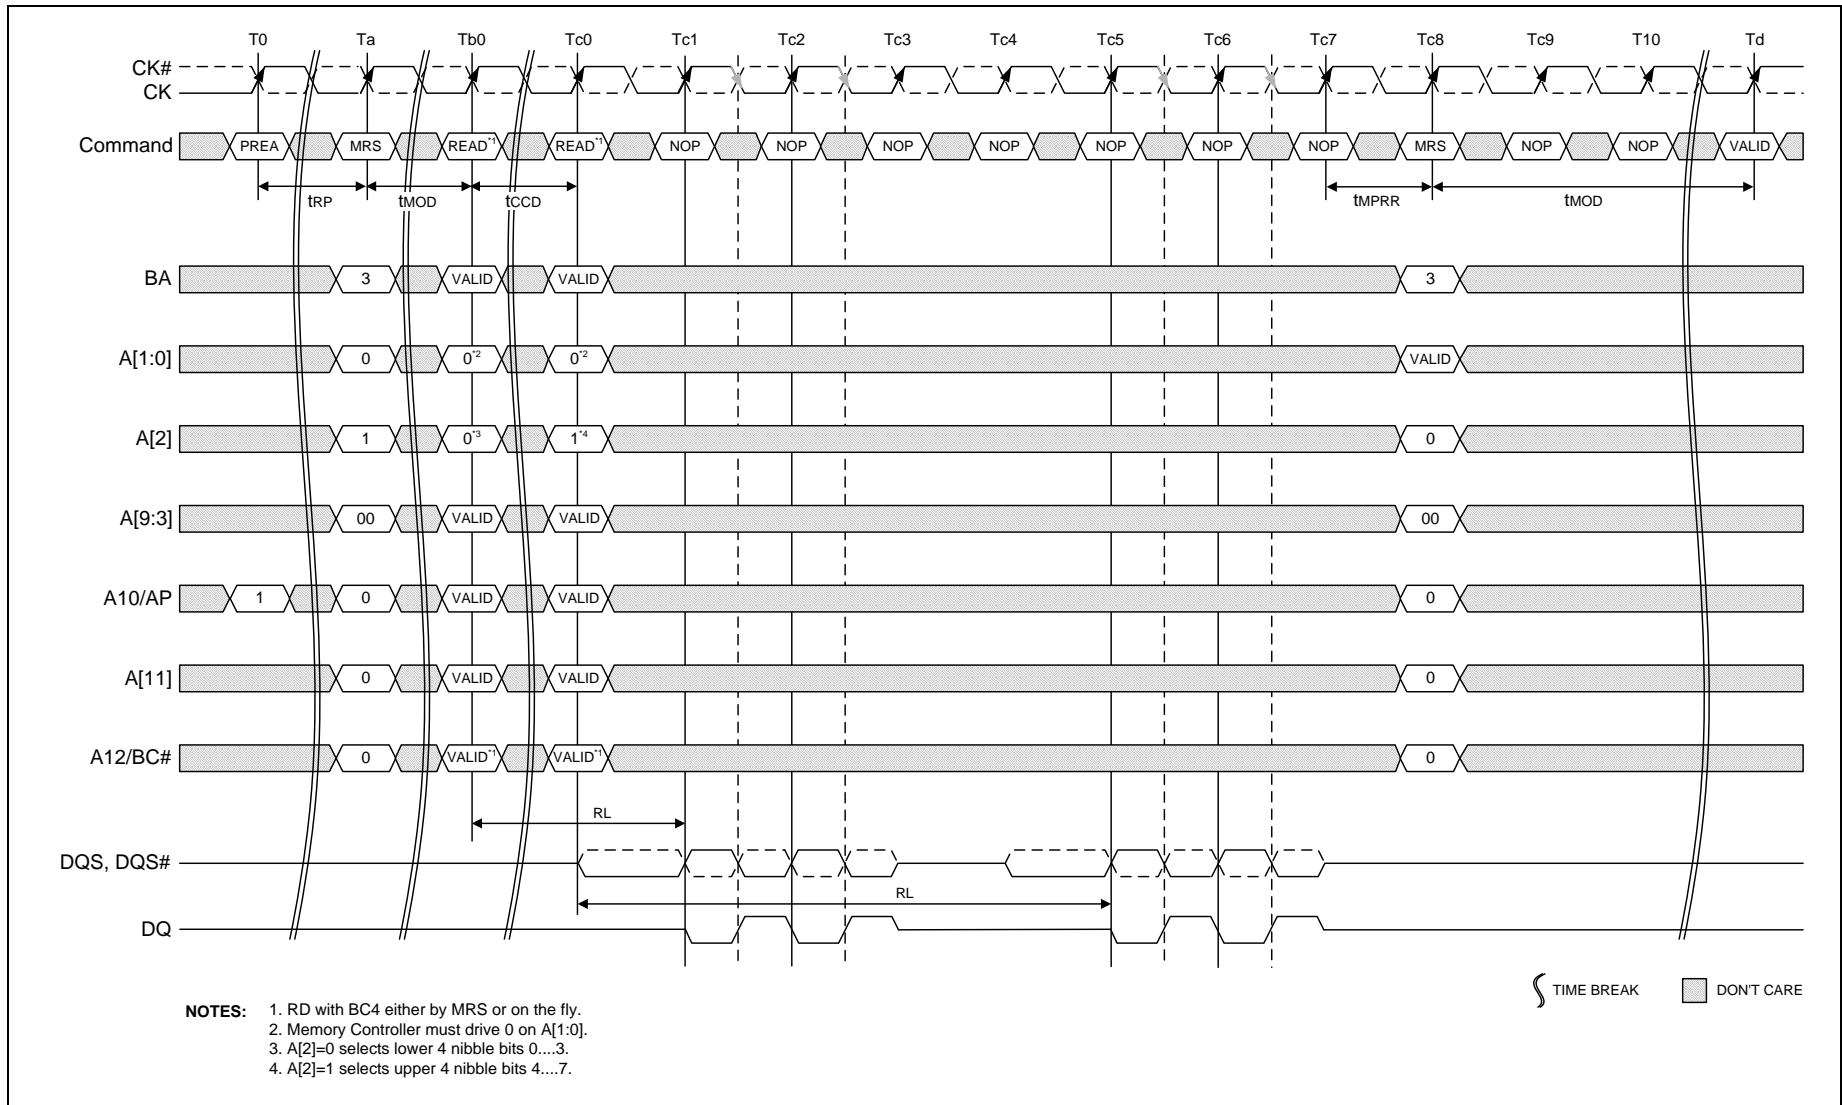 T0 Ta Tb0 Tc0 Tc1 Tc2 Tc3 Tc4 Tc5 Tc6 Tc7 Tc8 Tc9 T10 Td
CK#
CK
Command PREA MRS READ*1 READ*1 NOP NOP NOP NOP NOP NOP NOP MRS NOP NOP VALID
tRP tMOD tCCD tMPRR tMOD
BA 3 VALID VALID 3
A[1:0] 0 0*2 0*2 VALID
A[2] 1 0*3 1*4 0
A[9:3] 00 VALID VALID 00
A10/AP 1 0 VALID VALID 0
A[11] 0 VALID VALID 0
A12/BC# 0 VALID*1 VALID*1 0
RL
DQS, DQS#
RL
DQ
TIME BREAK DON'T CARE
NOTES: 1. RD with BC4 either by MRS or on the fly.
2. Memory Controller must drive 0 on A[1:0].
3. A[2]=0 selects lower 4 nibble bits 0....3.
4. A[2]=1 selects upper 4 nibble bits 4....7.